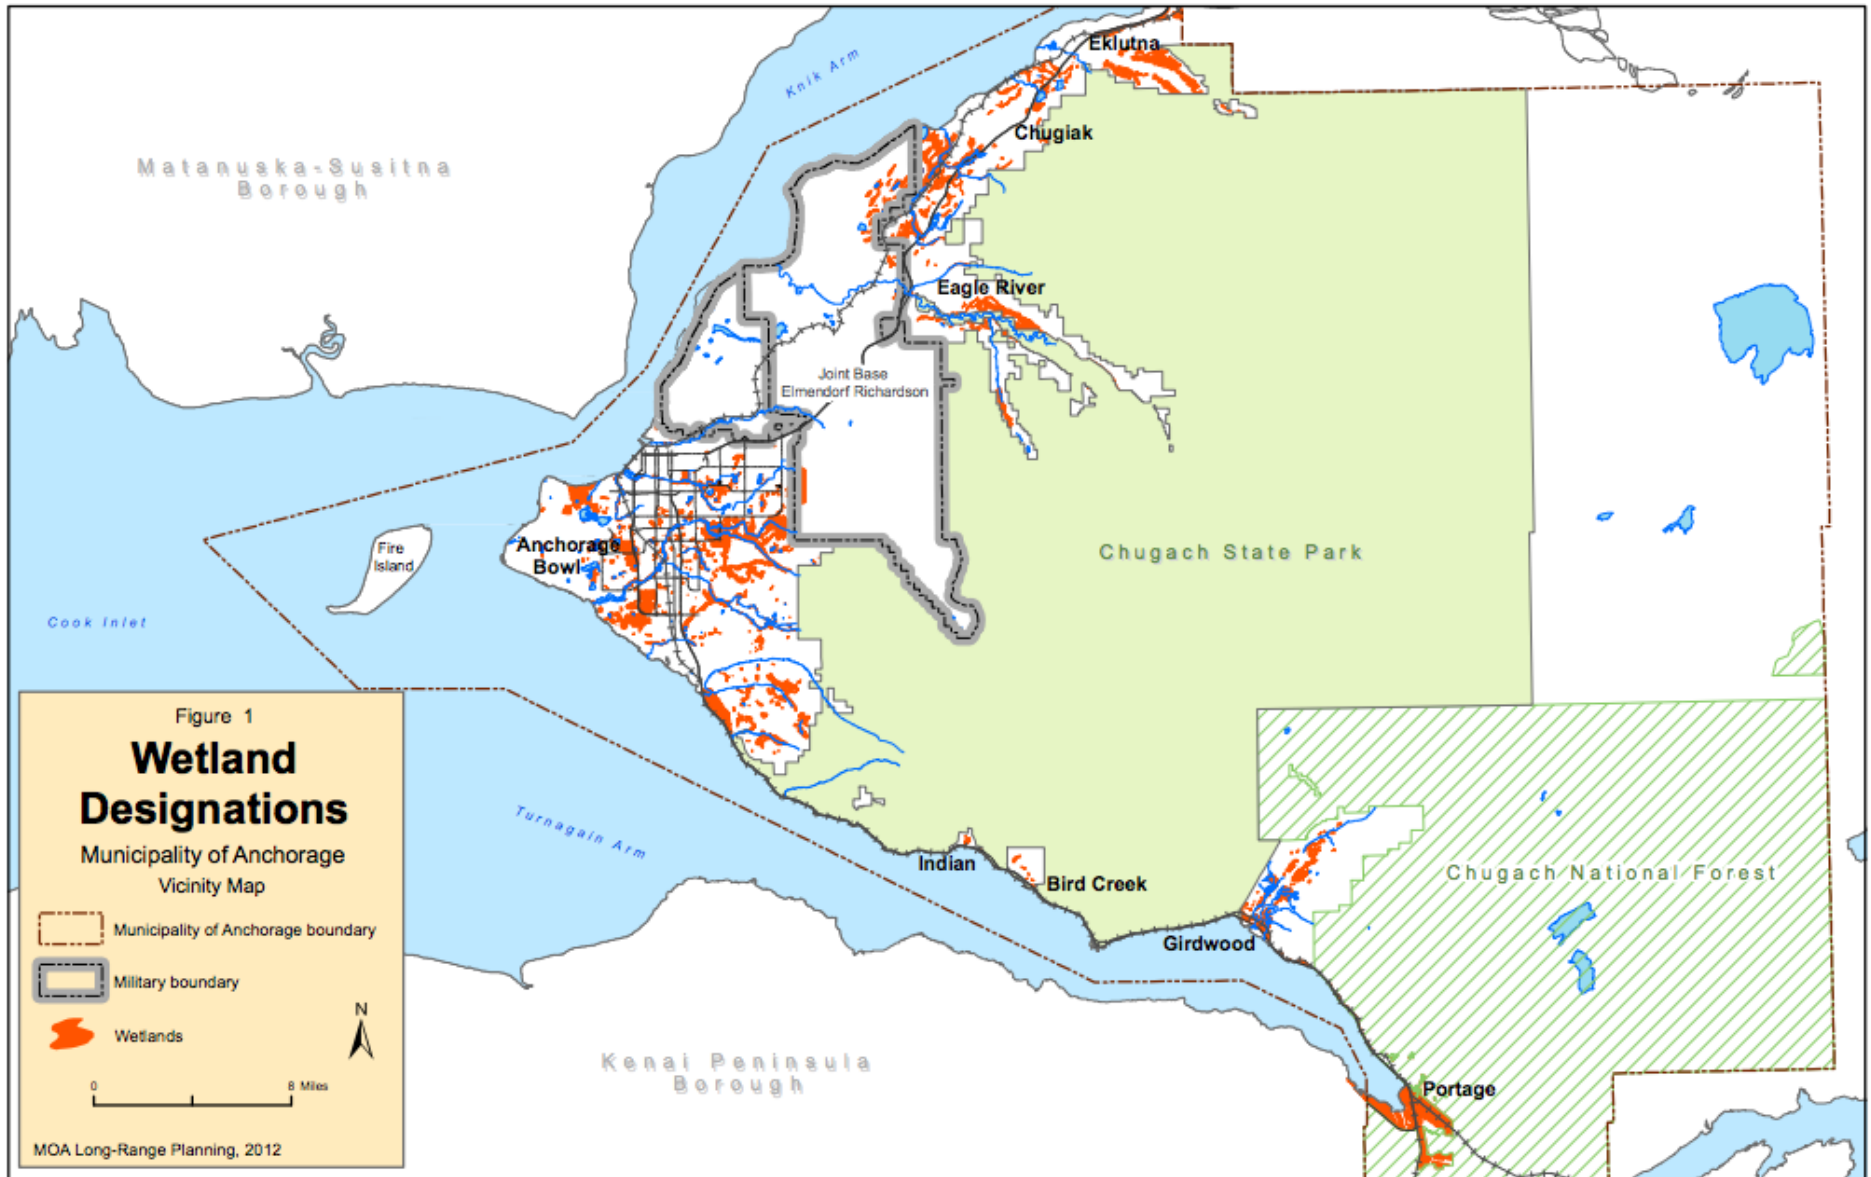 Eklutna
Knik Arm
Chugiak
Matanuska-Susitna
Borough
Eagle River
Joint Base
Elmendorf Richardson
Anchorage
Bowl
Fire
Island
Chugach State Park
Cook Inlet
Turnagain Arm
Indian
Bird Creek
Chugach National Forest
Girdwood
Kenai Peninsula
Borough
Portage
Figure 1
Wetland
Designations
Municipality of Anchorage
Vicinity Map
Municipality of Anchorage boundary
Military boundary
N
Wetlands
0 8 Miles
MOA Long-Range Planning, 2012